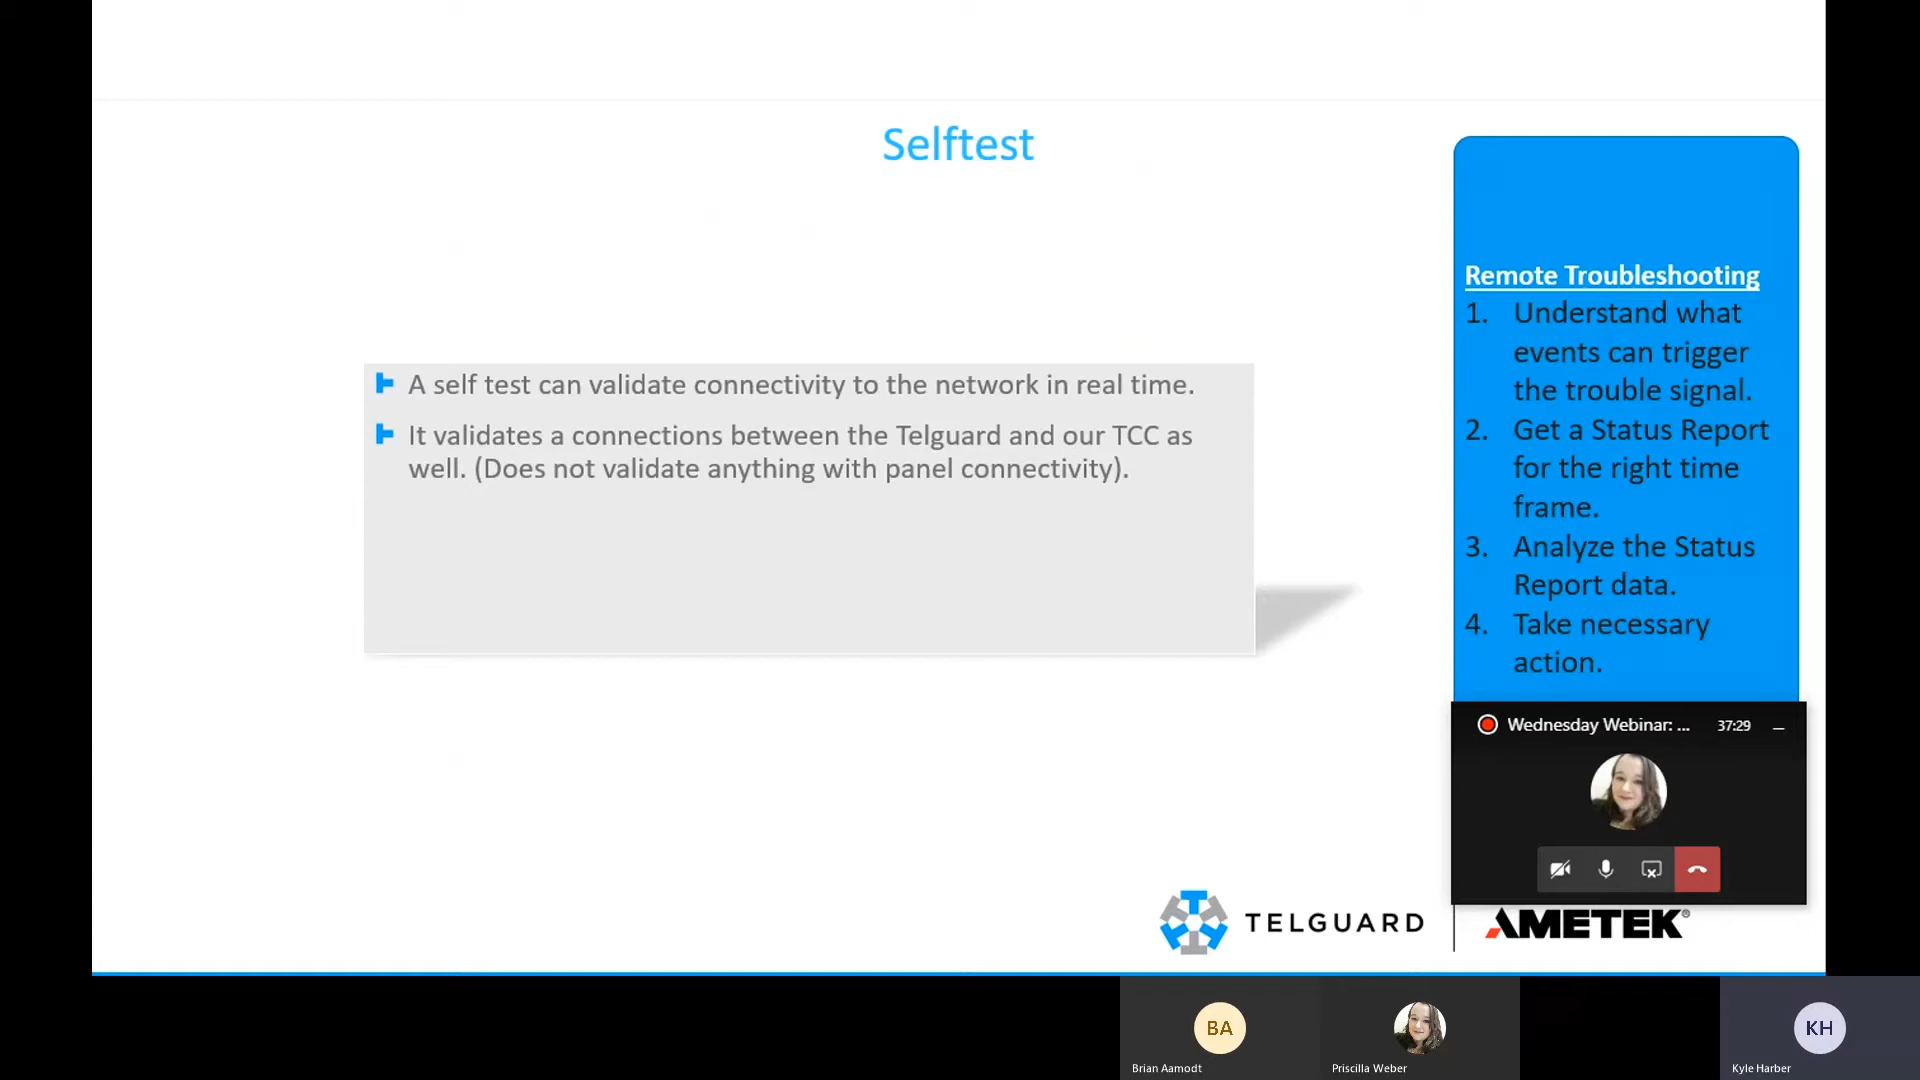 Selftest
A self test can validate connectivity to the network in real time.
It validates a connections between the Telguard and our TCC as
well. (Does not validate anything with panel connectivity).
Remote Troubleshooting
1. Understand what
events can trigger
the trouble signal.
2. Get a Status Report
for the right time
frame.
3. Analyze the Status
Report data.
4. Take necessary
action.
Wednesday Webinar: ... 37:29
TELGUARD
AMETEK®
BA
KH
Brian Aamodt
Priscilla Weber
Kyle Harber